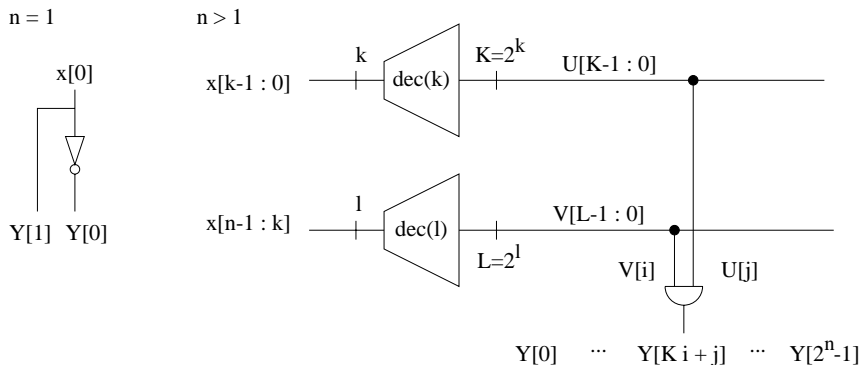 n = 1
n > 1
x[0]
Y[1] Y[0]
x[k-1 : 0]
k
dec(k)
K=2^k
U[K-1 : 0]
x[n-1 : k]
l
dec(l)
L=2^l
V[L-1 : 0]
V[i] U[j]
Y[0] ... Y[K i + j] ... Y[2^n-1]